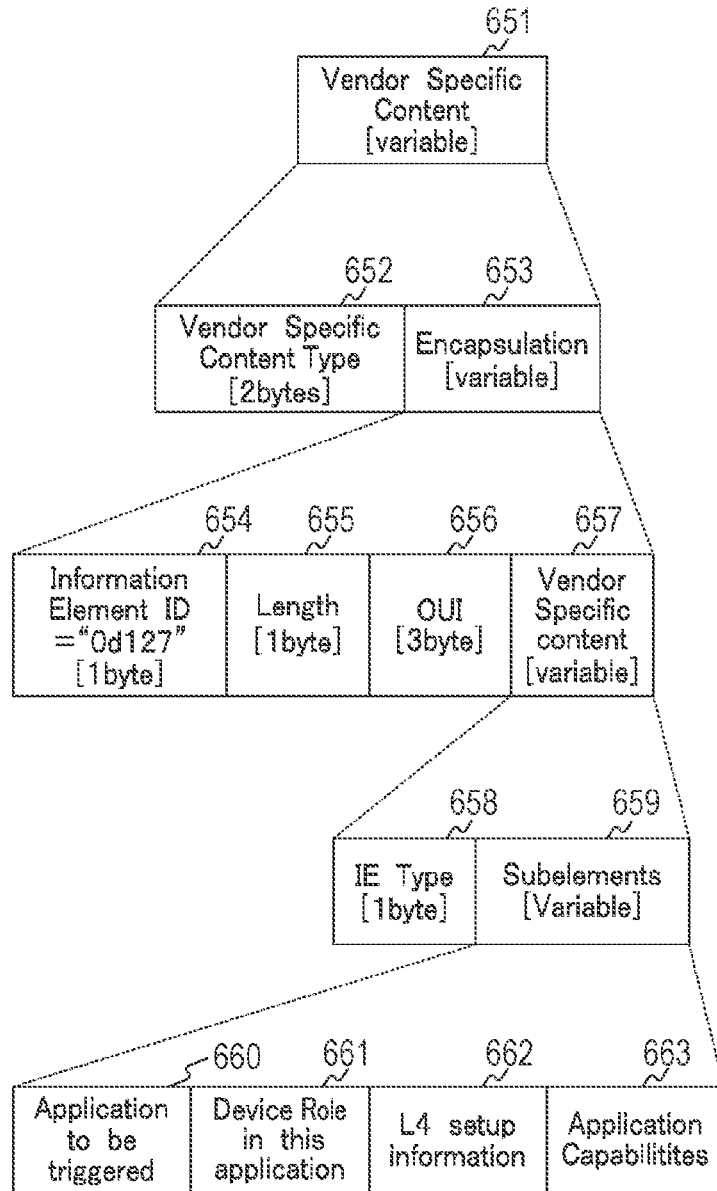 651
Vendor Specific
Content
[variable]
652
653
Vendor Specific
Content Type
[2bytes]
Encapsulation
[variable]
654
655
656
657
Information
Element ID
="0d127"
[1byte]
Length
[1byte]
OUI
[3byte]
Vendor
Specific
content
[variable]
658
659
IE Type
[1byte]
Subelements
[Variable]
660
661
662
663
Application
to be
triggered
Device Role
in this
application
L4 setup
information
Application
Capabilitites